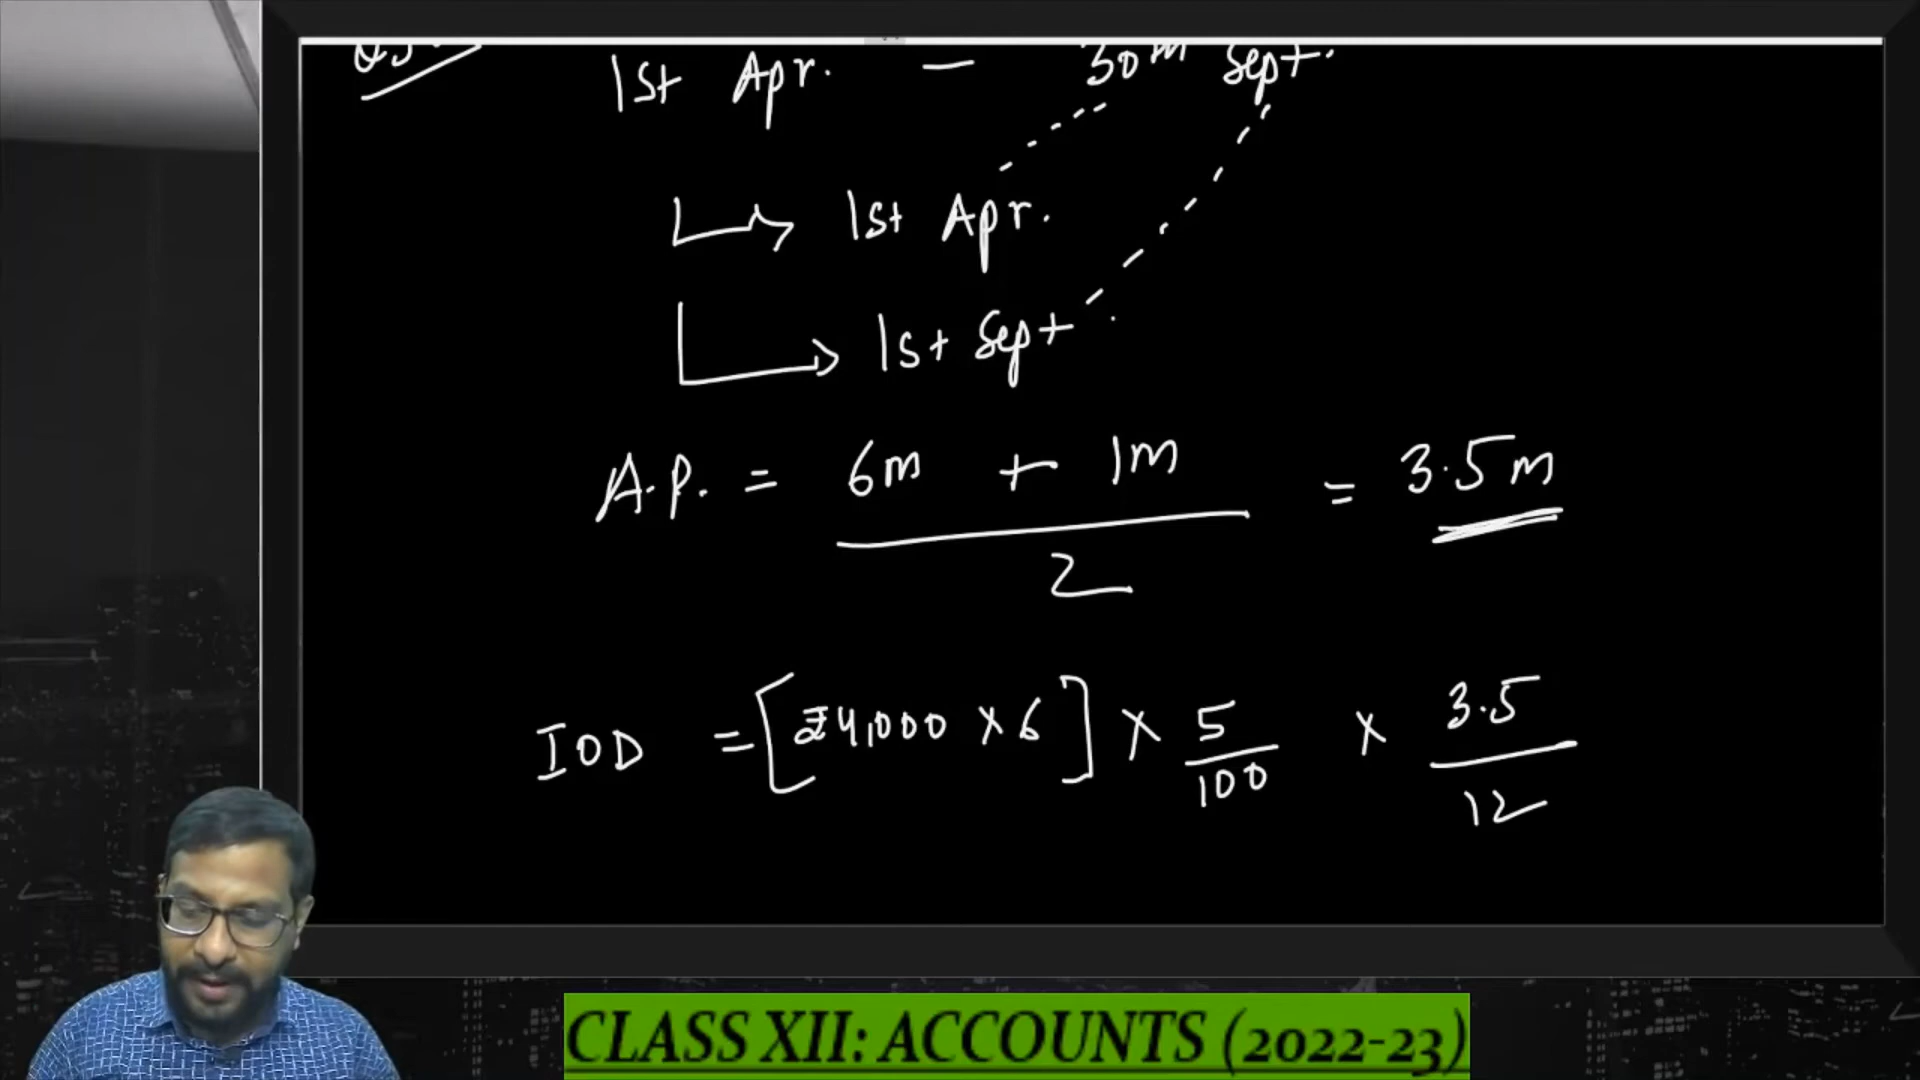 1st Apr. — 30th Sept.
1st Apr.
1st Sept.
A.P. = 6m + 1m / 2 = 3.5m
IOD = [₹4,000 × 6] × 5/100 × 3.5/12
CLASS XII: ACCOUNTS (2022-23)